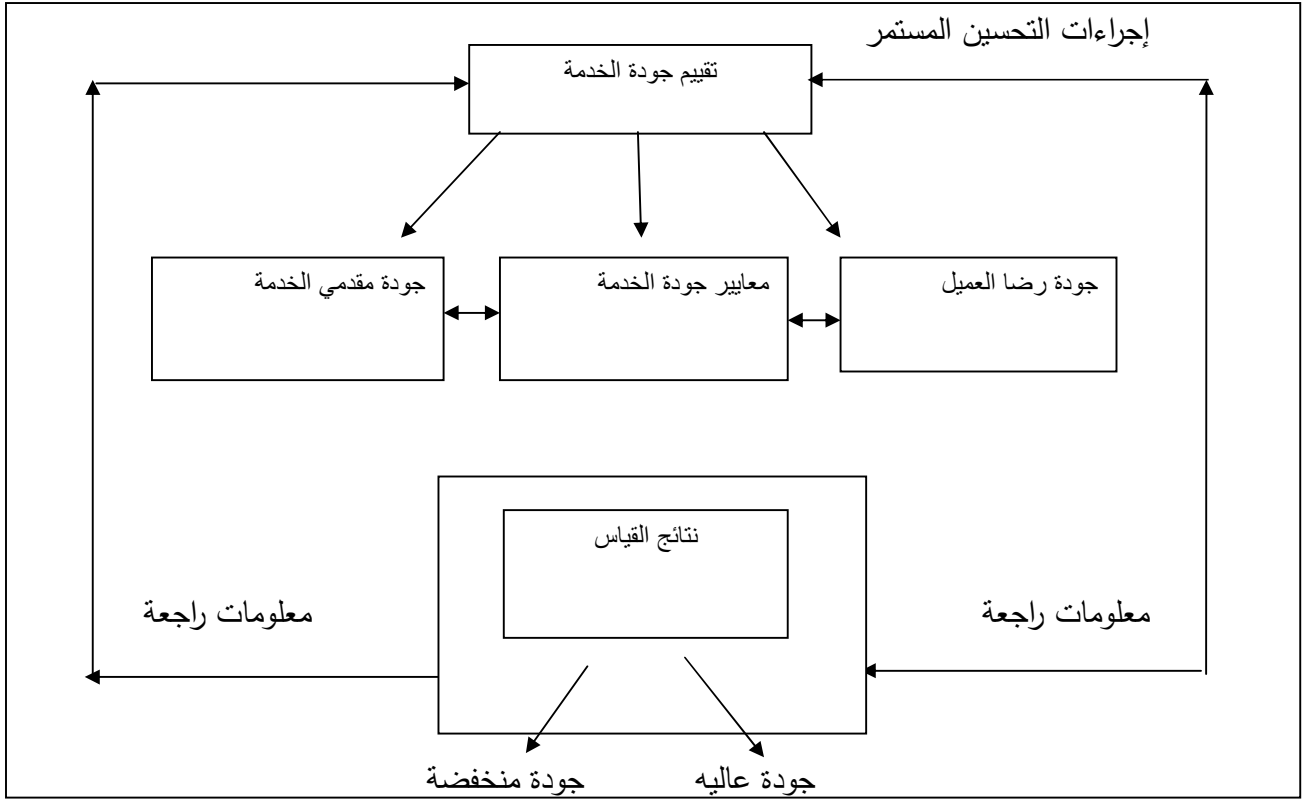 إجراءات التحسين المستمر
تقييم جودة الخدمة
جودة رضا العميل
معايير جودة الخدمة
جودة مقدمي الخدمة
نتائج القياس
معلومات راجعة
معلومات راجعة
جودة عاليه
جودة منخفضة